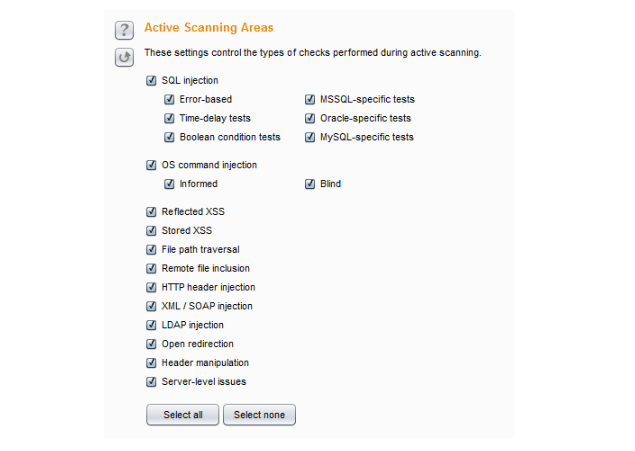 ?
Active Scanning Areas
These settings control the types of checks performed during active scanning.
SQL injection
Error-based MSSQL-specific tests
Time-delay tests Oracle-specific tests
Boolean condition tests MySQL-specific tests
OS command injection
Informed Blind
Reflected XSS
Stored XSS
File path traversal
Remote file inclusion
HTTP header injection
XML / SOAP injection
LDAP injection
Open redirection
Header manipulation
Server-level issues
Select all Select none